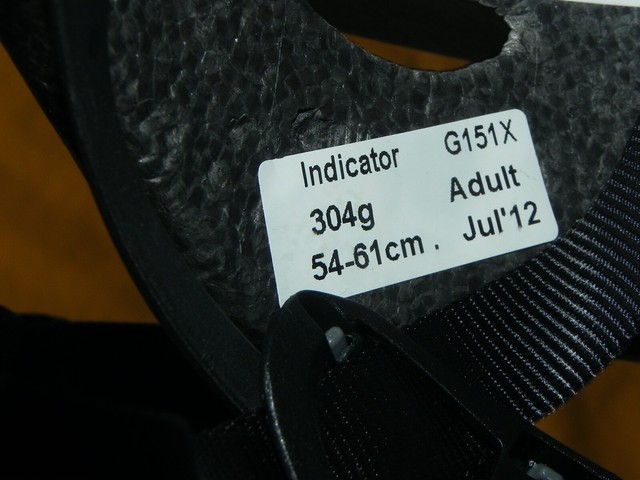 Indicator G151X
304g Adult
54-61cm . Jul'12